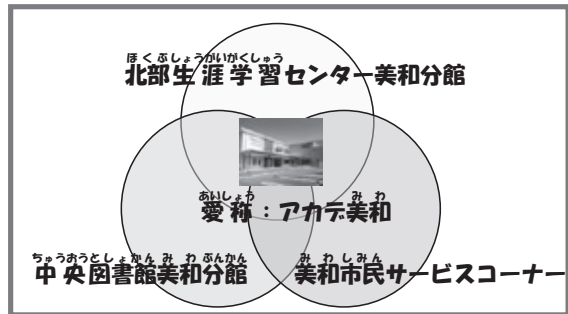 ほくぶしょうがいがくしゅう
北部生涯学習センター美和分館
あいしょう みわ
愛称：アカデ美和
ちゅうおうとしょかんみわぶんかん みわしみん
中央図書館美和分館 美和市民サービスコーナー